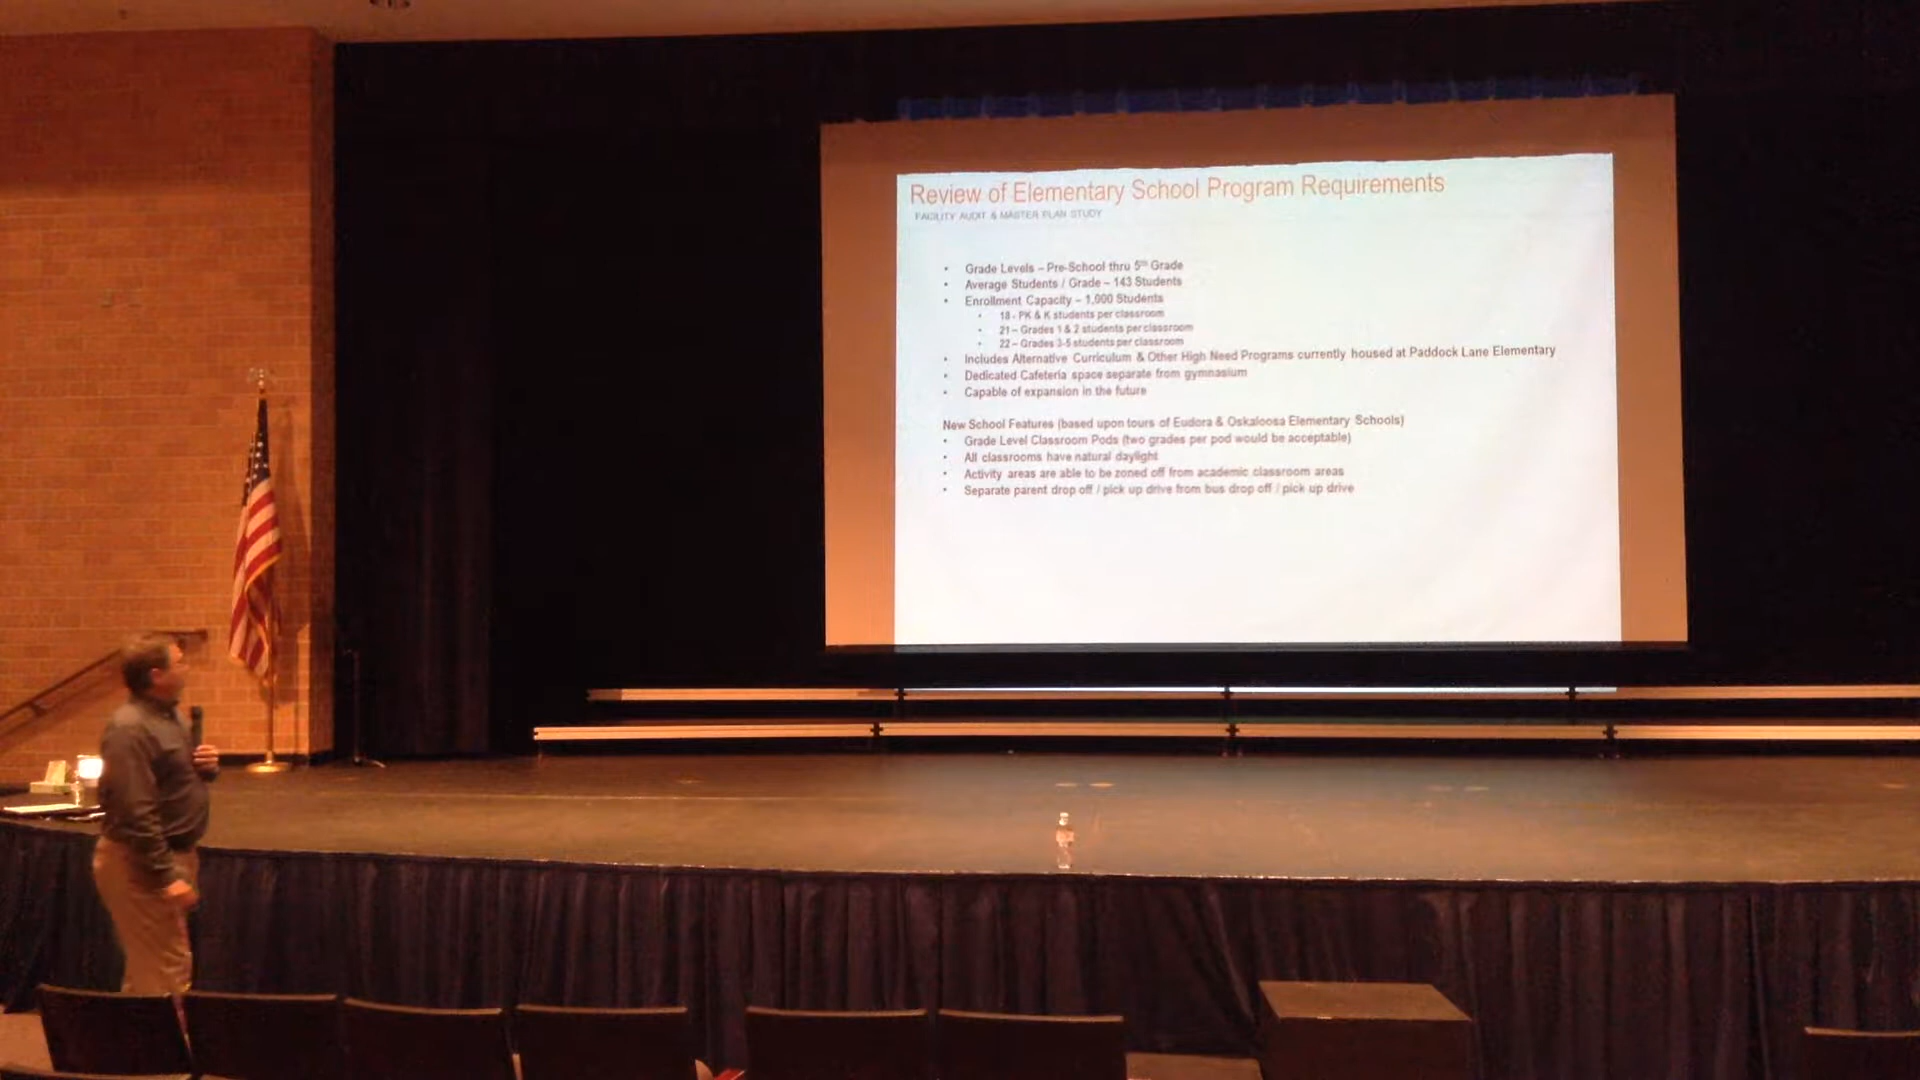 Review of Elementary School Program Requirements
FACILITY AUDIT & MASTER PLAN STUDY
• Grade Levels – Pre-School thru 5th Grade
• Average Students / Grade – 143 Students
• Enrollment Capacity – 1,000 Students
• 18 - PK & K students per classroom
• 21 – Grades 1 & 2 students per classroom
• 22 – Grades 3-5 students per classroom
• Includes Alternative Curriculum & Other High Need Programs currently housed at Paddock Lane Elementary
• Dedicated Cafeteria space separate from gymnasium
• Capable of expansion in the future
New School Features (based upon tours of Eudora & Oskaloosa Elementary Schools)
• Grade Level Classroom Pods (two grades per pod would be acceptable)
• All classrooms have natural daylight
• Activity areas are able to be zoned off from academic classroom areas
• Separate parent drop off / pick up drive from bus drop off / pick up drive